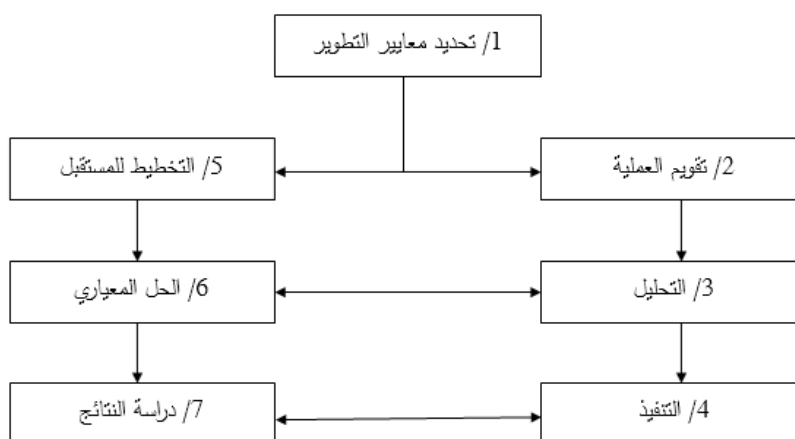 1/ تحديد معايير التطوير
2/ تقويم العملية
5/ التخطيط للمستقبل
3/ التحليل
6/ الحل المعياري
4/ التنفيذ
7/ دراسة النتائج